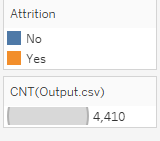 Attrition
No
Yes
CNT(Output.csv)
4,410